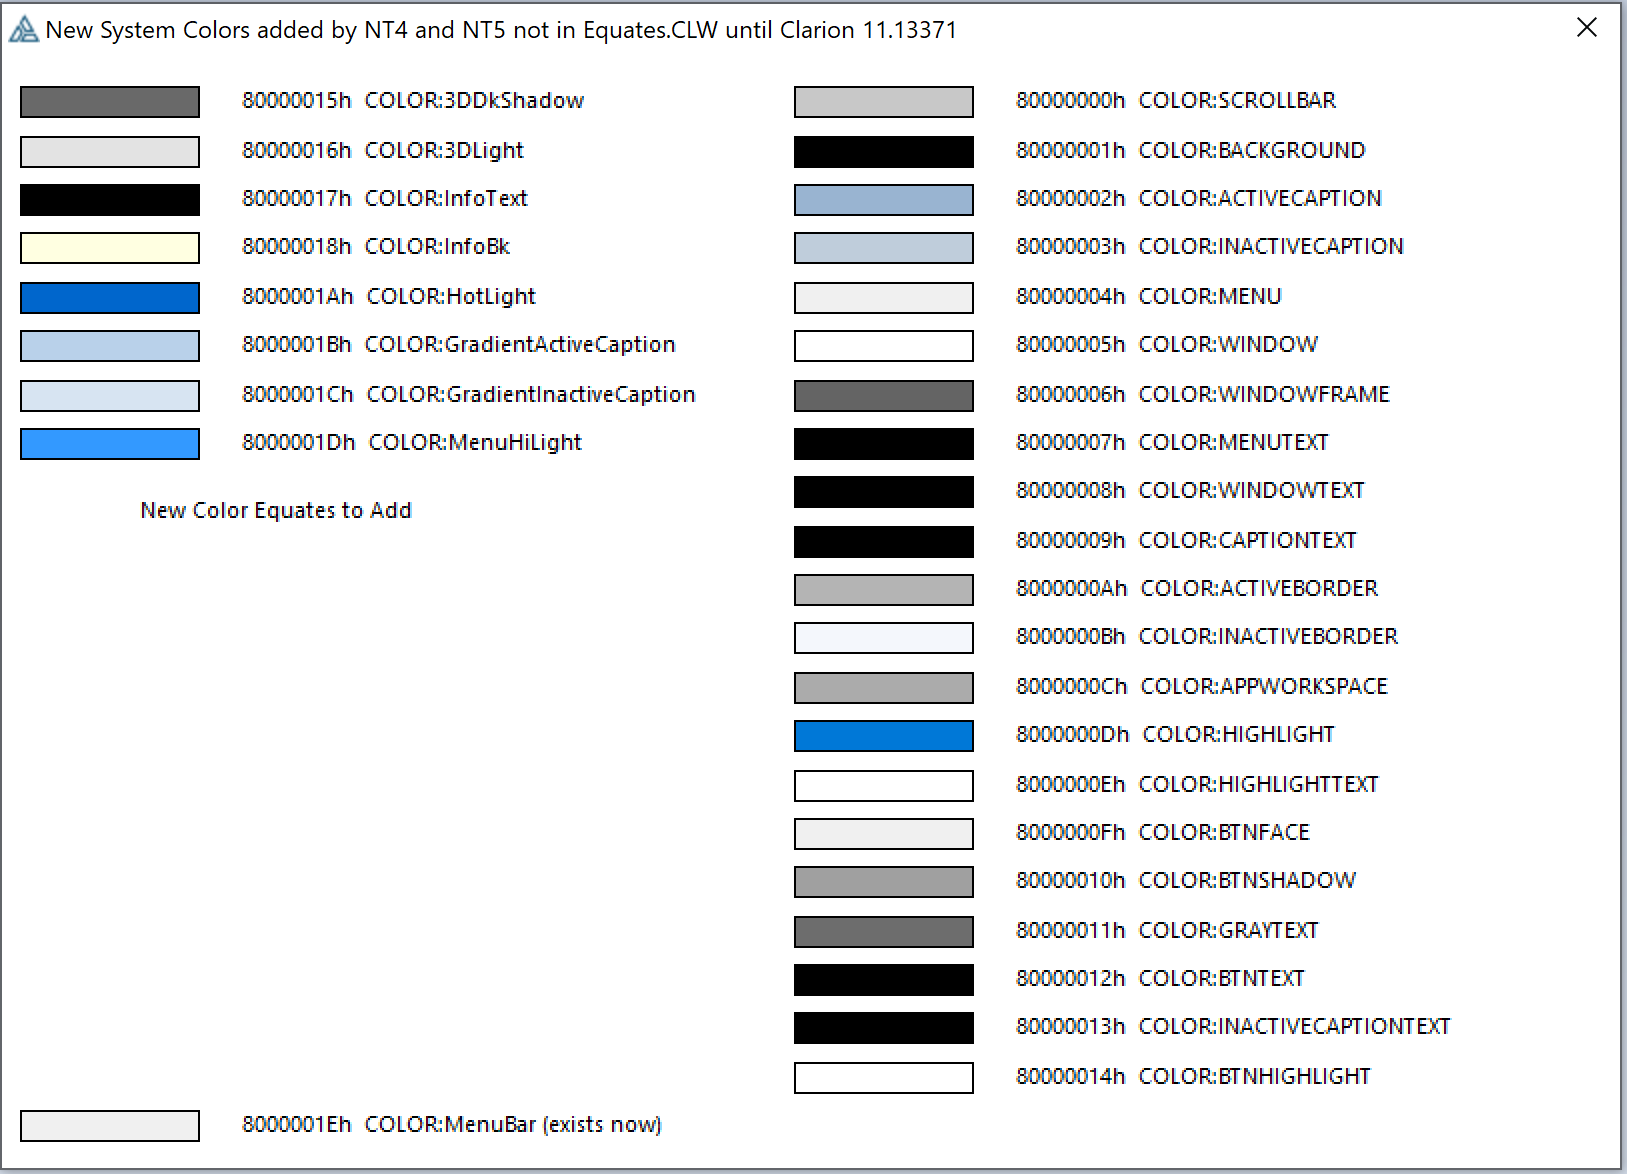 New System Colors added by NT4 and NT5 not in Equates.CLW until Clarion 11.13371
80000015h  COLOR:3DDkShadow
80000016h  COLOR:3DLight
80000017h  COLOR:InfoText
80000018h  COLOR:InfoBk
8000001Ah  COLOR:HotLight
8000001Bh  COLOR:GradientActiveCaption
8000001Ch  COLOR:GradientInactiveCaption
8000001Dh  COLOR:MenuHiLight
New Color Equates to Add
8000001Eh  COLOR:MenuBar (exists now)
80000000h  COLOR:SCROLLBAR
80000001h  COLOR:BACKGROUND
80000002h  COLOR:ACTIVECAPTION
80000003h  COLOR:INACTIVECAPTION
80000004h  COLOR:MENU
80000005h  COLOR:WINDOW
80000006h  COLOR:WINDOWFRAME
80000007h  COLOR:MENUTEXT
80000008h  COLOR:WINDOWTEXT
80000009h  COLOR:CAPTIONTEXT
8000000Ah  COLOR:ACTIVEBORDER
8000000Bh  COLOR:INACTIVEBORDER
8000000Ch  COLOR:APPWORKSPACE
8000000Dh  COLOR:HIGHLIGHT
8000000Eh  COLOR:HIGHLIGHTTEXT
8000000Fh  COLOR:BTNFACE
80000010h  COLOR:BTNSHADOW
80000011h  COLOR:GRAYTEXT
80000012h  COLOR:BTNTEXT
80000013h  COLOR:INACTIVECAPTIONTEXT
80000014h  COLOR:BTNHIGHLIGHT